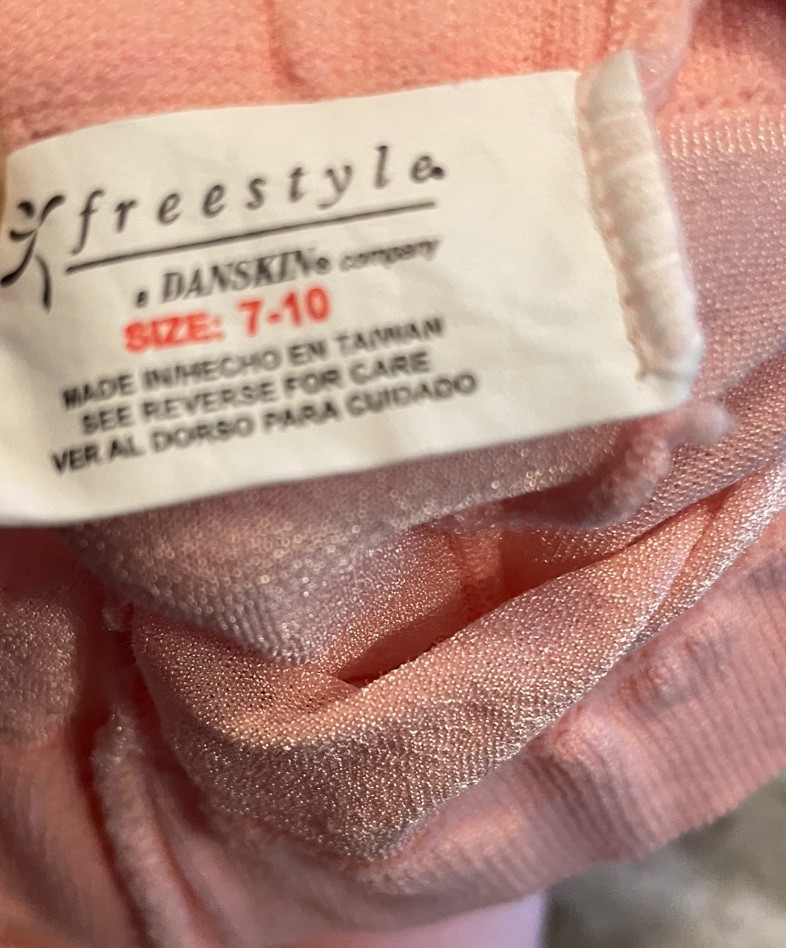 freestyle
a DANSKIN® company
SIZE: 7-10
MADE IN/HECHO EN TAIWAN
SEE REVERSE FOR CARE
VER AL DORSO PARA CUIDADO